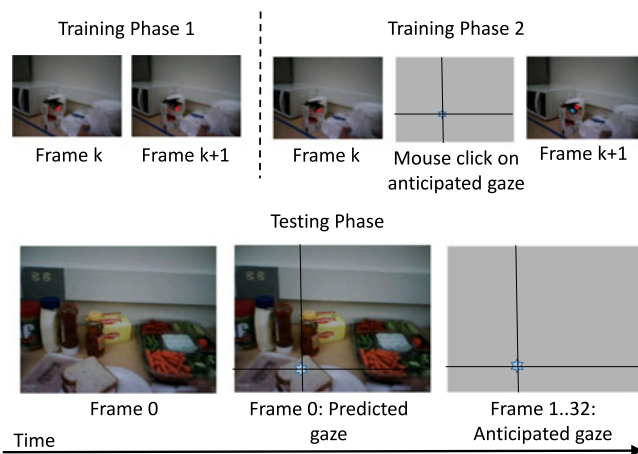 Training Phase 1
Training Phase 2
Frame k
Frame k+1
Frame k
Mouse click on
anticipated gaze
Frame k+1
Testing Phase
Frame 0
Frame 0: Predicted
gaze
Frame 1..32:
Anticipated gaze
Time